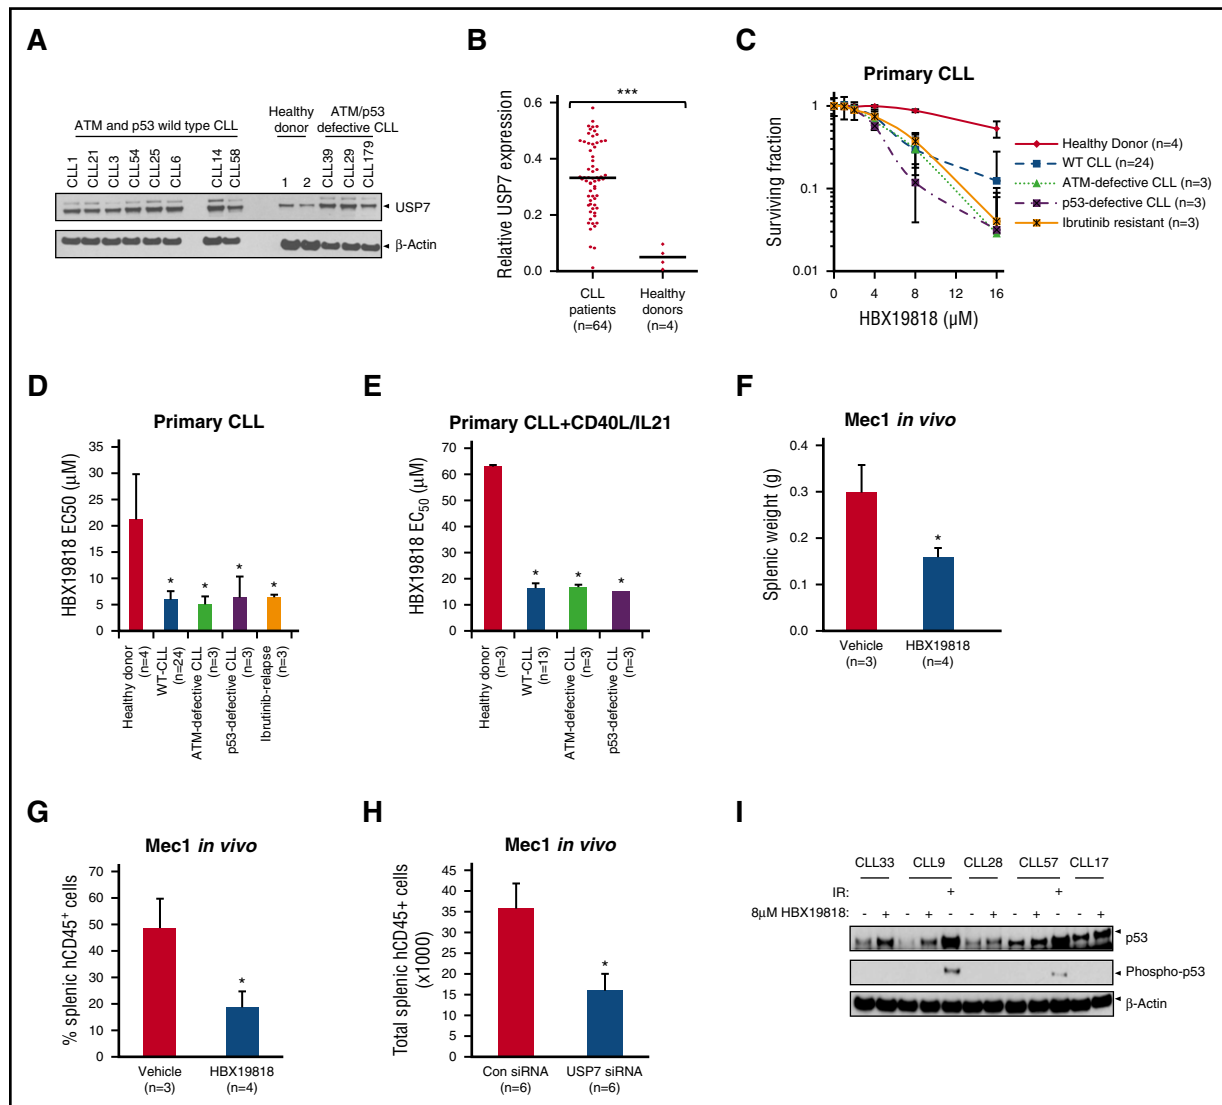 A
ATM and p53 wild type CLL
Healthy
donor
ATM/p53
defective CLL
CLL1
CLL21
CLL3
CLL54
CLL25
CLL6
CLL14
CLL58
1
2
CLL39
CLL29
CLL179
USP7
β-Actin
B
Relative USP7 expression
0.6
0.4
0.2
0.0
***
CLL
patients
(n=64)
Healthy
donors
(n=4)
C
Primary CLL
Surviving fraction
1
0.1
0.01
0 4 8 12 16
HBX19818 (μM)
Healthy Donor (n=4)
WT CLL (n=24)
ATM-defective CLL (n=3)
p53-defective CLL (n=3)
Ibrutinib resistant (n=3)
D
Primary CLL
HBX19818 EC50 (μM)
35
30
25
20
15
10
5
0
* * * *
Healthy donor
(n=4)
WT-CLL
(n=24)
ATM-defective CLL
(n=3)
p53-defective CLL
(n=3)
Ibrutinib-relapse
(n=3)
E
Primary CLL+CD40L/IL21
HBX19818 EC50 (μM)
70
60
50
40
30
20
10
0
* * *
Healthy donor
(n=3)
WT-CLL
(n=13)
ATM-defective CLL
(n=3)
p53-defective CLL
(n=3)
F
Mec1 in vivo
Splenic weight (g)
0.4
0.3
0.2
0.1
0.0
*
Vehicle
(n=3)
HBX19818
(n=4)
G
Mec1 in vivo
% splenic hCD45+ cells
70
60
50
40
30
20
10
0
*
Vehicle
(n=3)
HBX19818
(n=4)
H
Mec1 in vivo
Total splenic hCD45+ cells
(x1000)
45
40
35
30
25
20
15
10
5
0
*
Con siRNA
(n=6)
USP7 siRNA
(n=6)
I
CLL33 CLL9 CLL28 CLL57 CLL17
IR: + +
8μM HBX19818: - + - + - + - + - +
p53
Phospho-p53
β-Actin